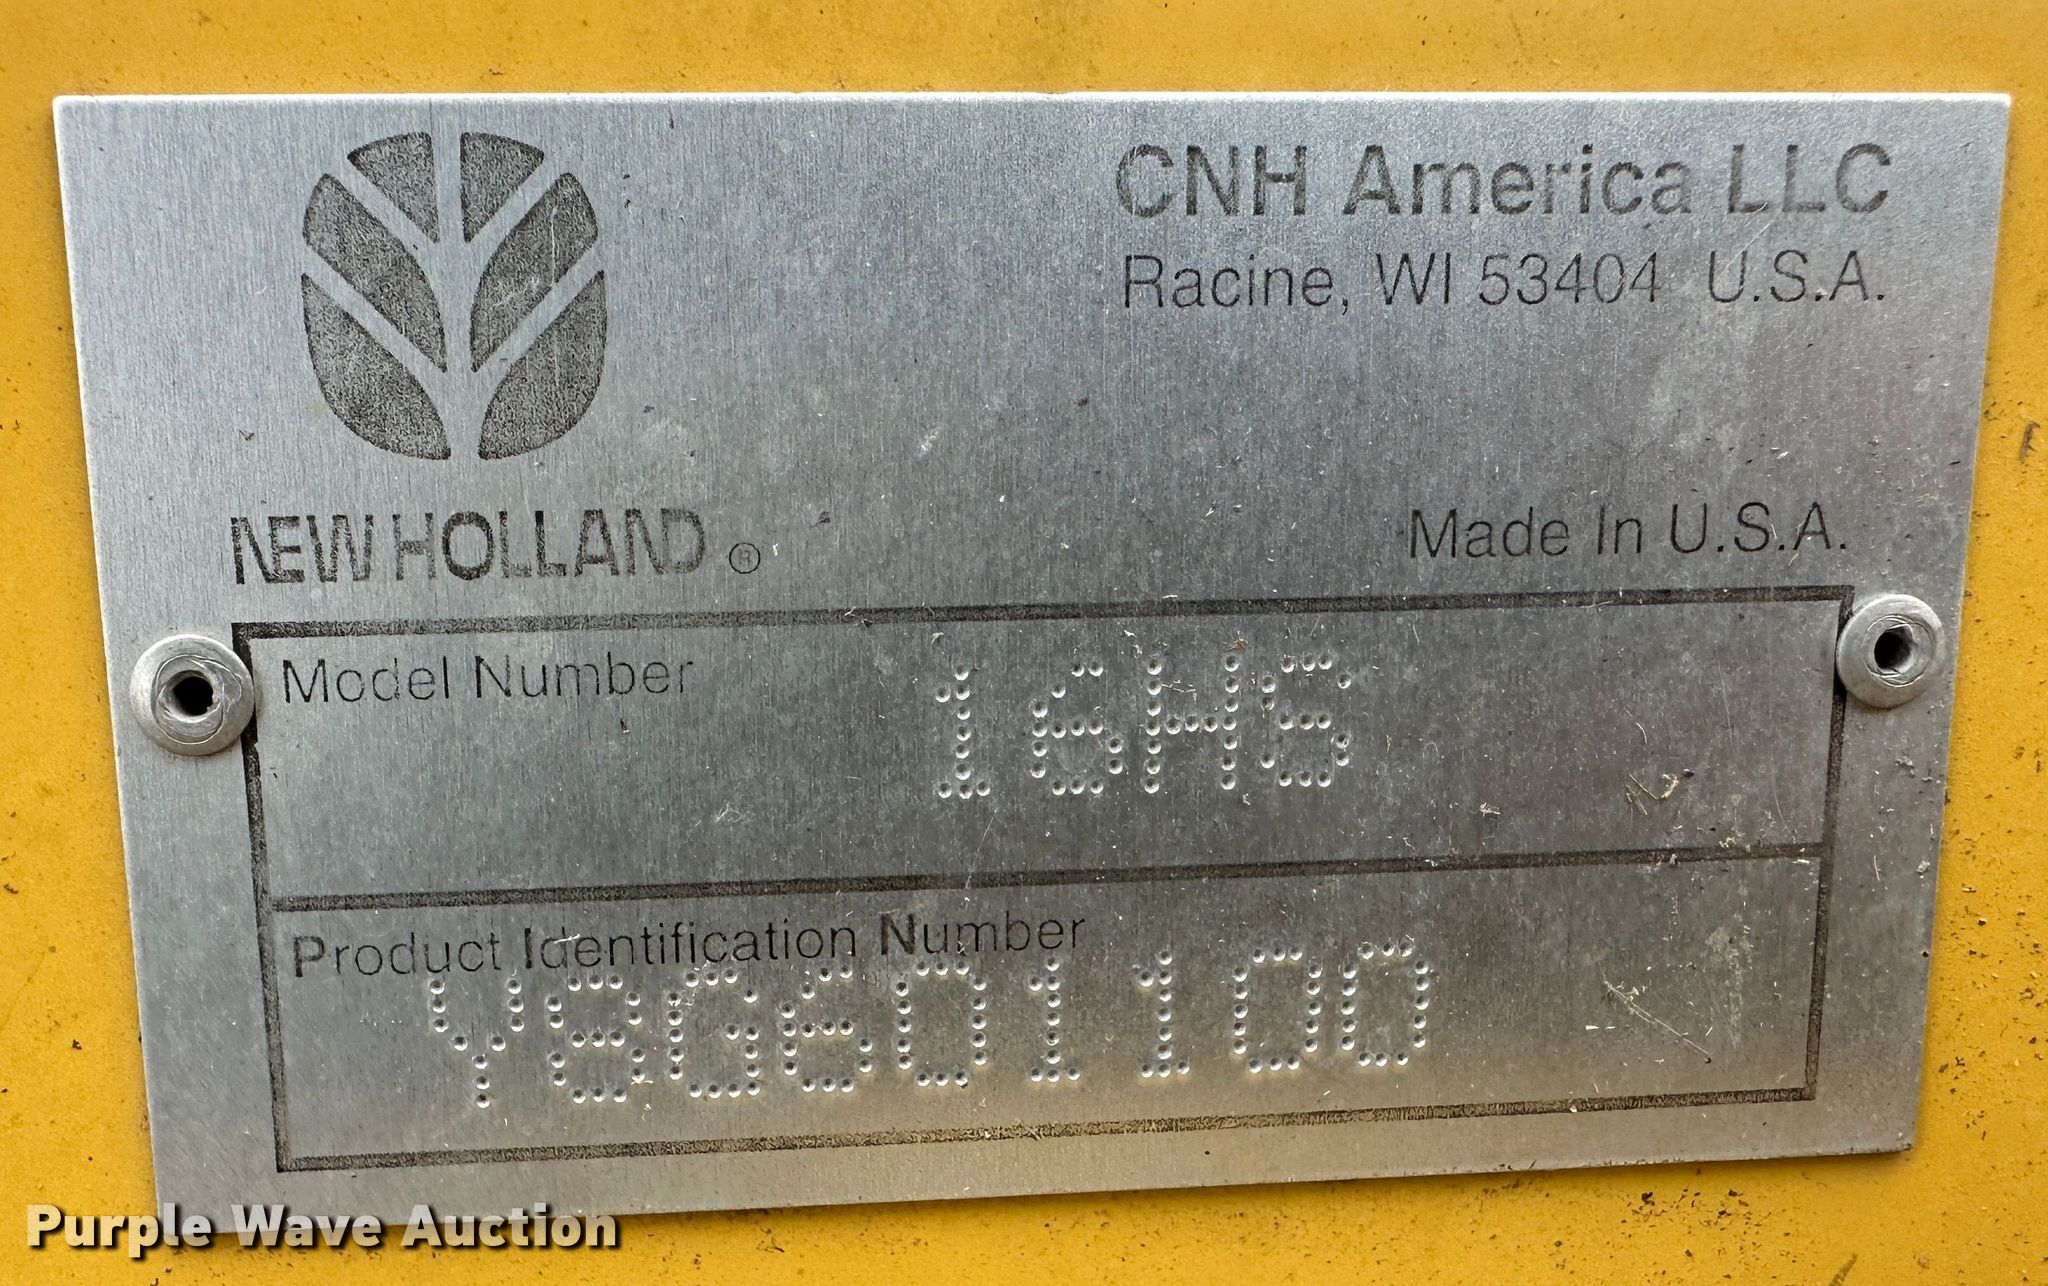 CNH America LLC
Racine, WI 53404 U.S.A.
NEW HOLLAND ®
Made In U.S.A.
Model Number 16HS
Product Identification Number
Y8G601100
Purple Wave Auction